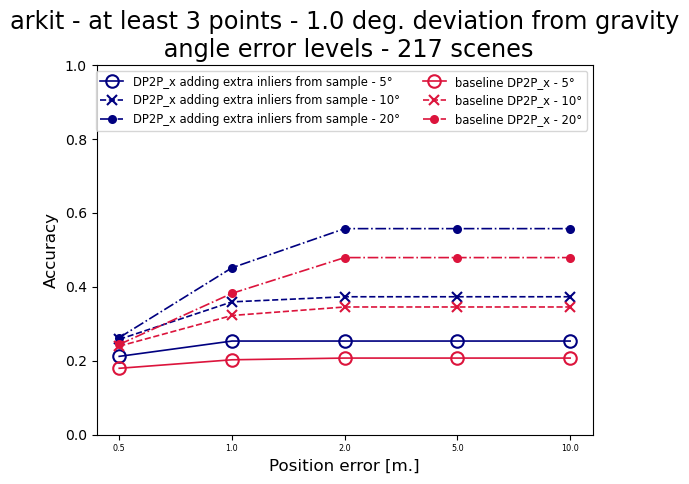 arkit - at least 3 points - 1.0 deg. deviation from gravity
angle error levels - 217 scenes
DP2P_x adding extra inliers from sample - 5°
DP2P_x adding extra inliers from sample - 10°
DP2P_x adding extra inliers from sample - 20°
baseline DP2P_x - 5°
baseline DP2P_x - 10°
baseline DP2P_x - 20°
1.0
0.8
0.6
0.4
0.2
0.0
Accuracy
0.5
1.0
2.0
5.0
10.0
Position error [m.]